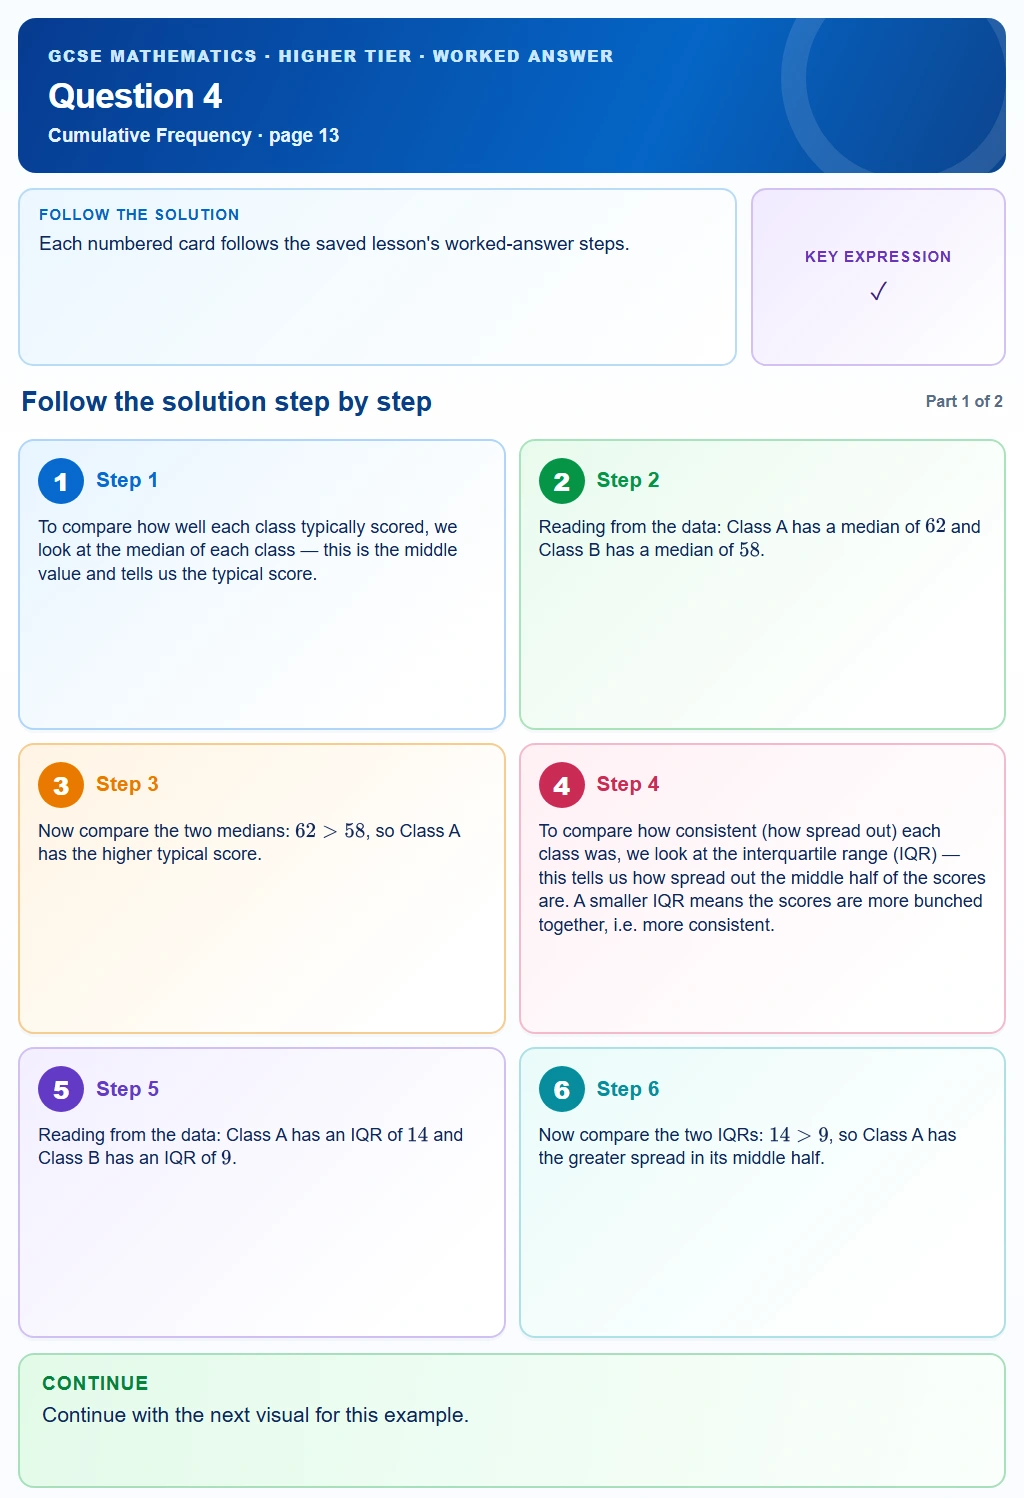 GCSE MATHEMATICS · HIGHER TIER · WORKED ANSWER
Question 4
Cumulative Frequency · page 13
FOLLOW THE SOLUTION
Each numbered card follows the saved lesson's worked-answer steps.
KEY EXPRESSION
✓
Follow the solution step by step
Part 1 of 2
1 Step 1
To compare how well each class typically scored, we
look at the median of each class — this is the middle
value and tells us the typical score.
2 Step 2
Reading from the data: Class A has a median of 62 and
Class B has a median of 58.
3 Step 3
Now compare the two medians: 62 > 58, so Class A
has the higher typical score.
4 Step 4
To compare how consistent (how spread out) each
class was, we look at the interquartile range (IQR) —
this tells us how spread out the middle half of the scores
are. A smaller IQR means the scores are more bunched
together, i.e. more consistent.
5 Step 5
Reading from the data: Class A has an IQR of 14 and
Class B has an IQR of 9.
6 Step 6
Now compare the two IQRs: 14 > 9, so Class A has
the greater spread in its middle half.
CONTINUE
Continue with the next visual for this example.